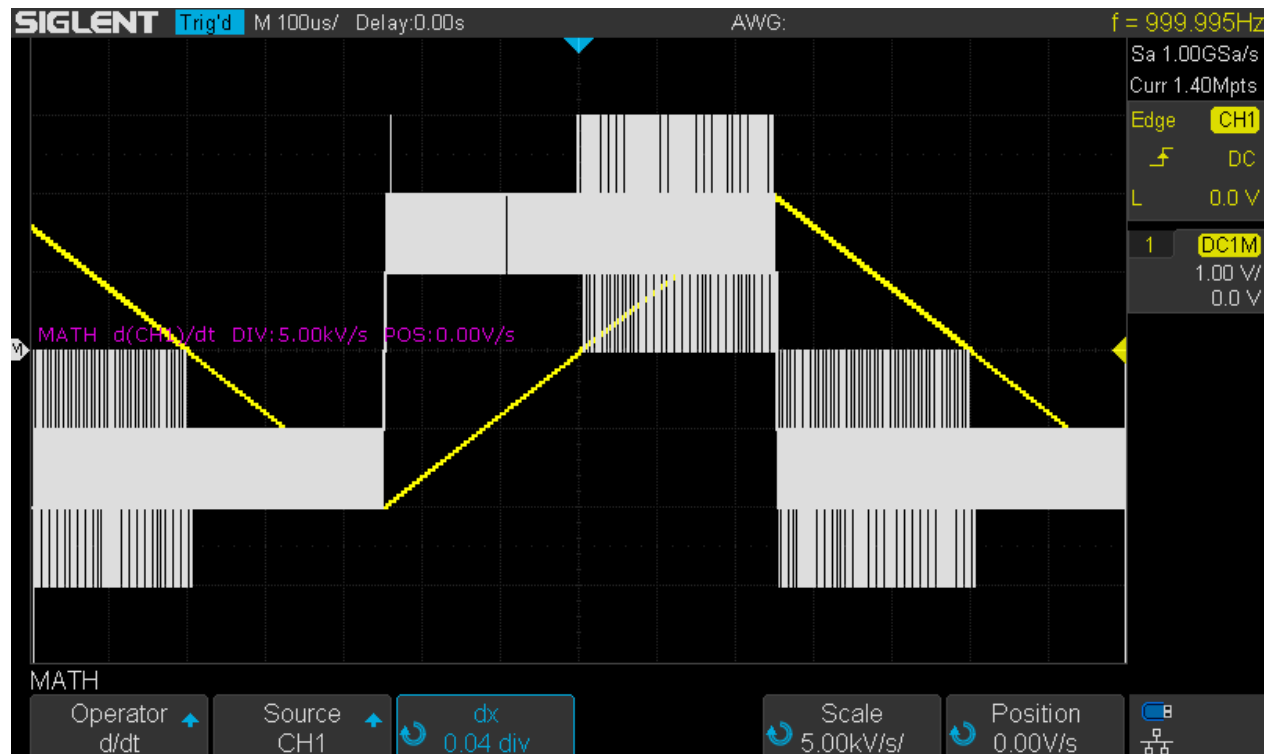 SIGLENT Trig'd M 100us/ Delay:0.00s AWG: f = 999.995Hz
Sa 1.00GSa/s
Curr 1.40Mpts
Edge CH1
DC
L 0.0 V
1 DC1M
1.00 V/
0.0 V
MATH d(CH1)/dt DIV:5.00kV/s POS:0.00V/s
M
MATH
Operator
d/dt
Source
CH1
dx
0.04 div
Scale
5.00kV/s/
Position
0.00V/s